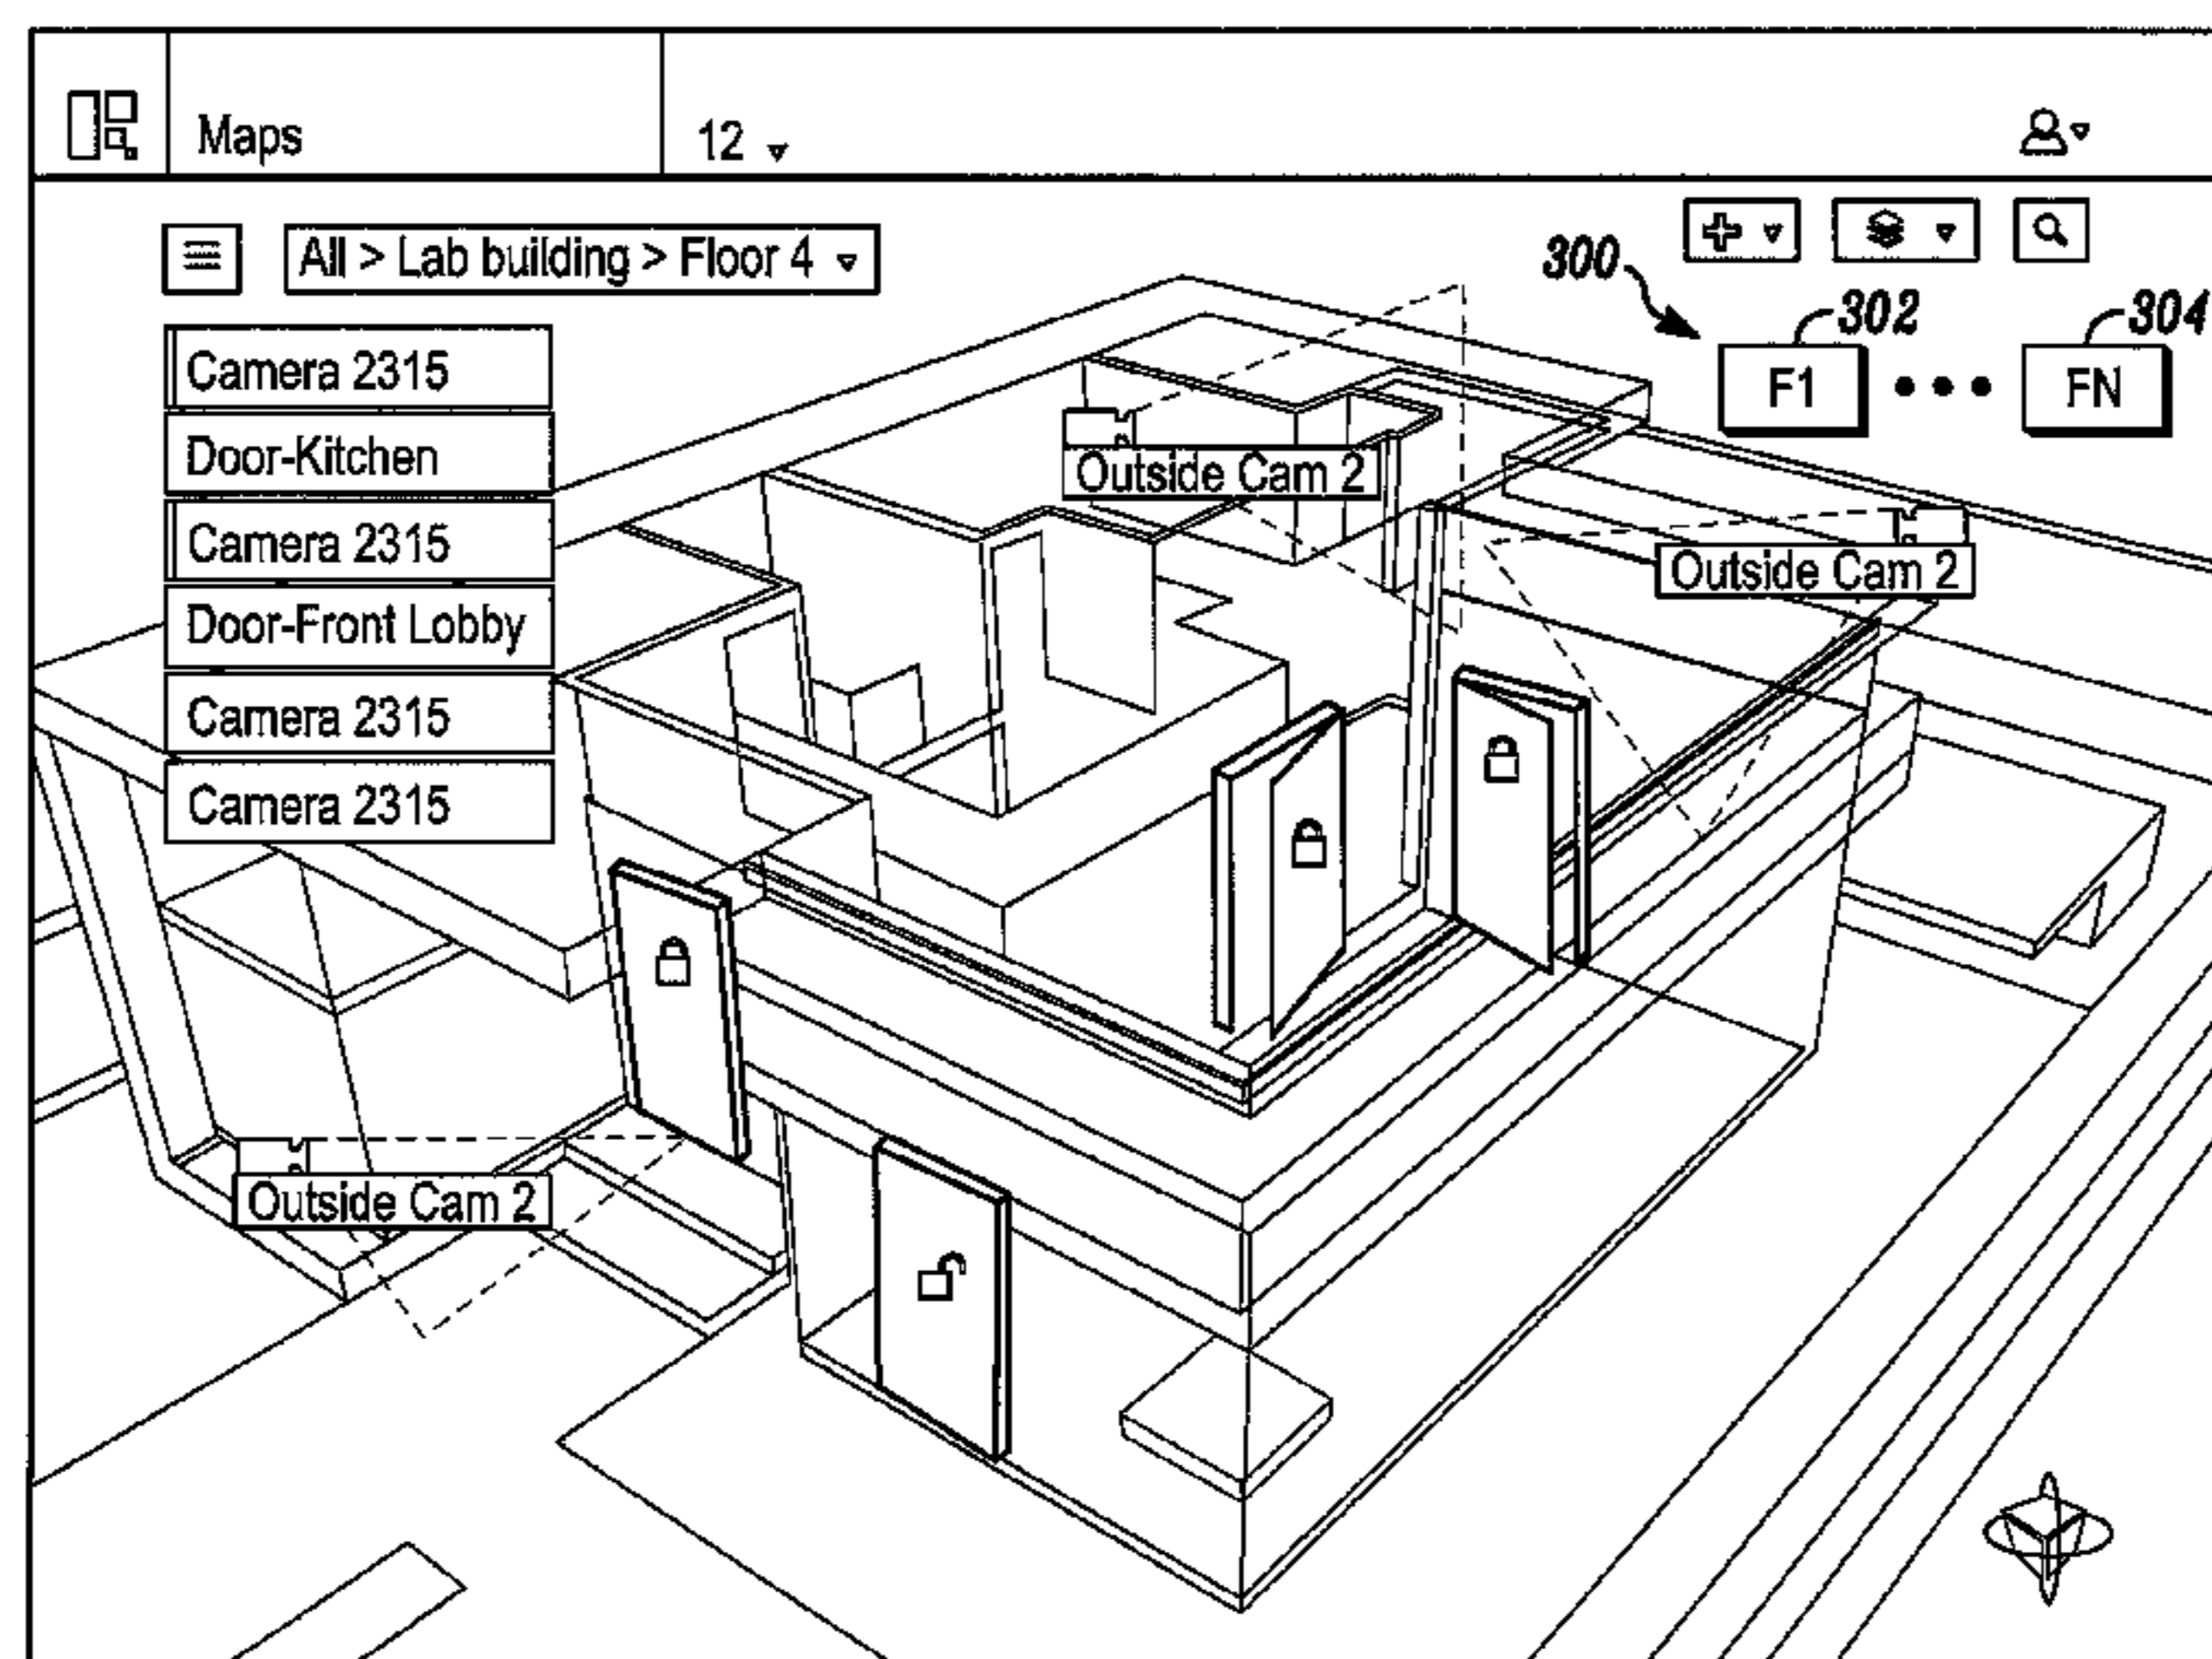 Maps
12
All > Lab building > Floor 4
300
302
304
F1
FN
Camera 2315
Door-Kitchen
Camera 2315
Door-Front Lobby
Camera 2315
Camera 2315
Outside Cam 2
Outside Cam 2
Outside Cam 2